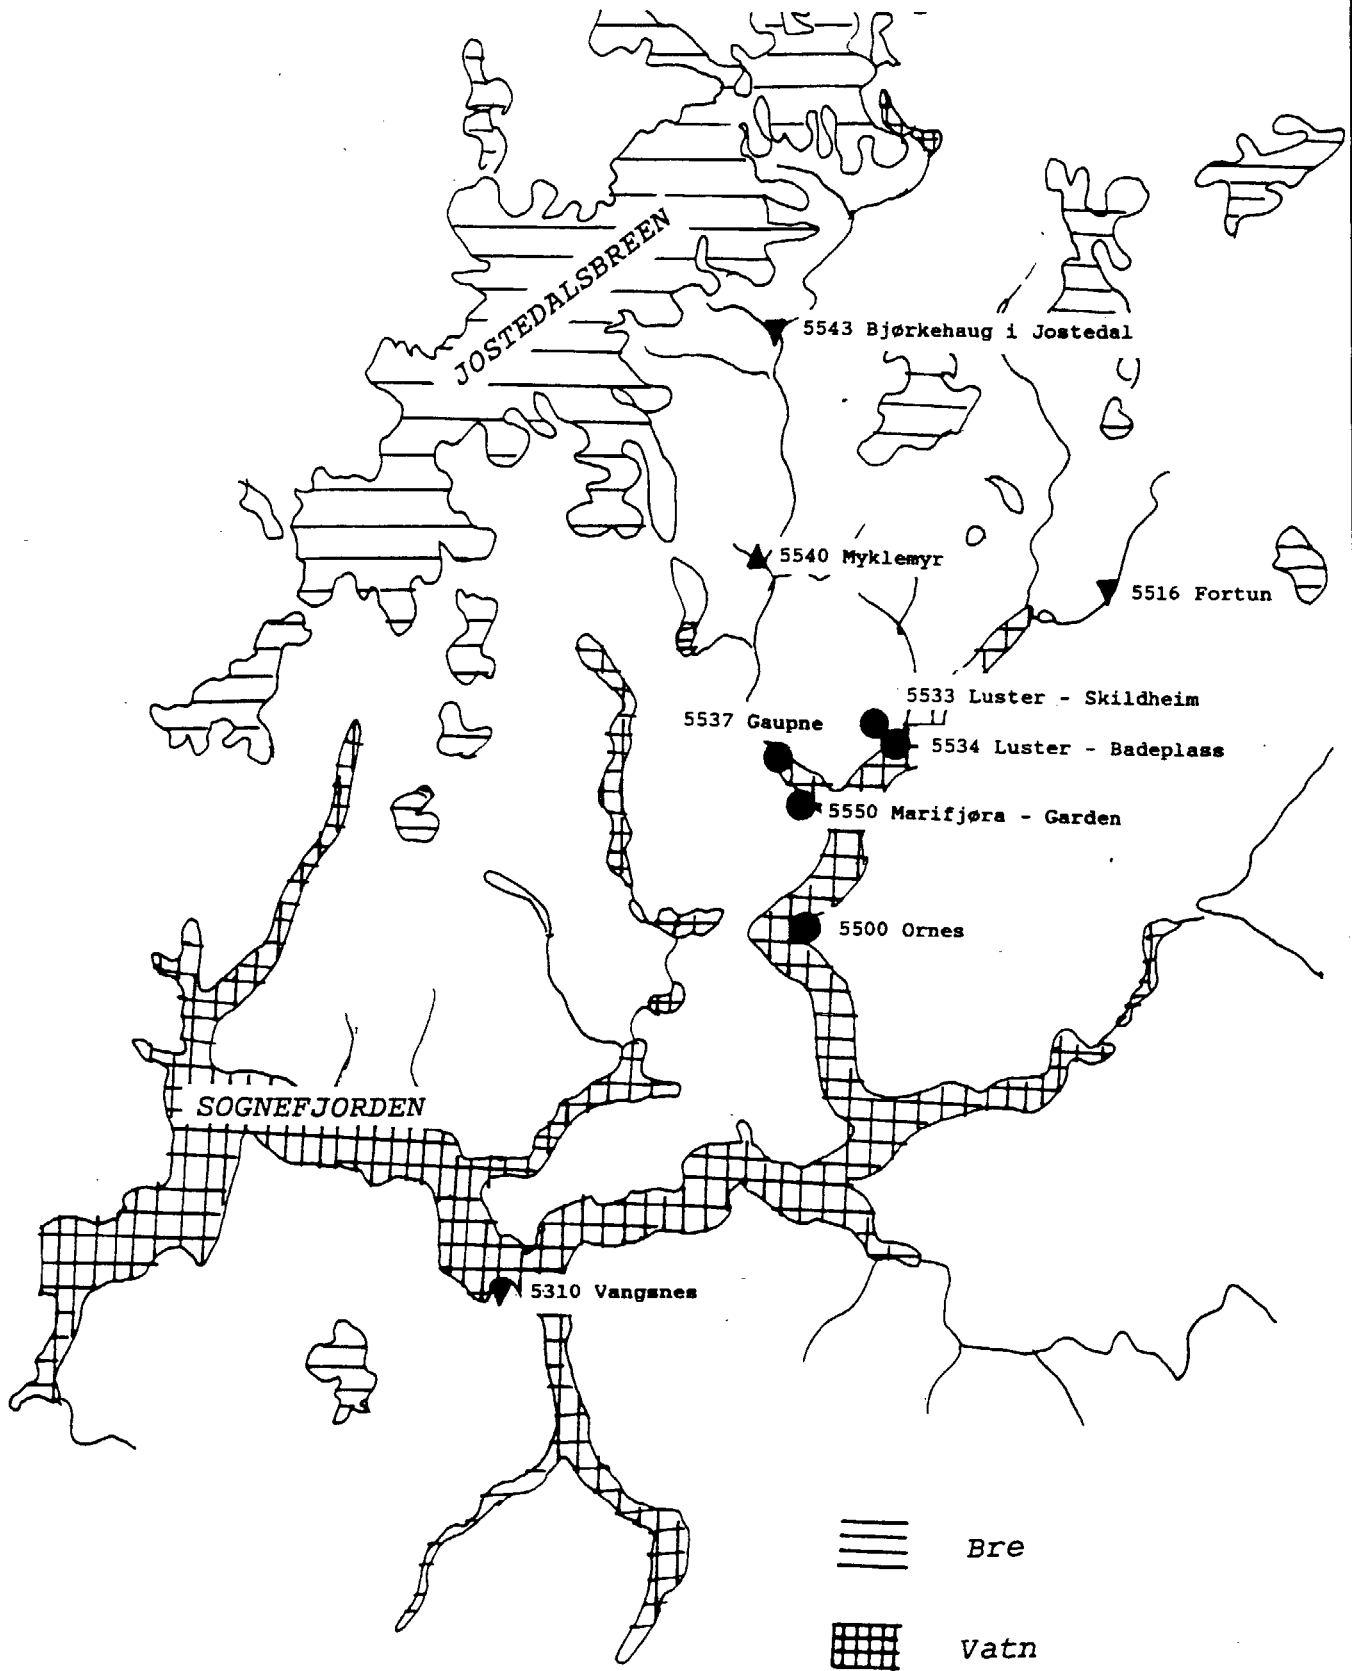 JOSTEDALSBREEN
5543 Bjørkehaug i Jostedal
5540 Myklemyr
5516 Fortun
5533 Luster - Skildheim
5537 Gaupne
5534 Luster - Badeplass
5550 Marifjøra - Garden
5500 Ornes
SOGNEFJORDEN
5310 Vangsnes
Bre
Vatn